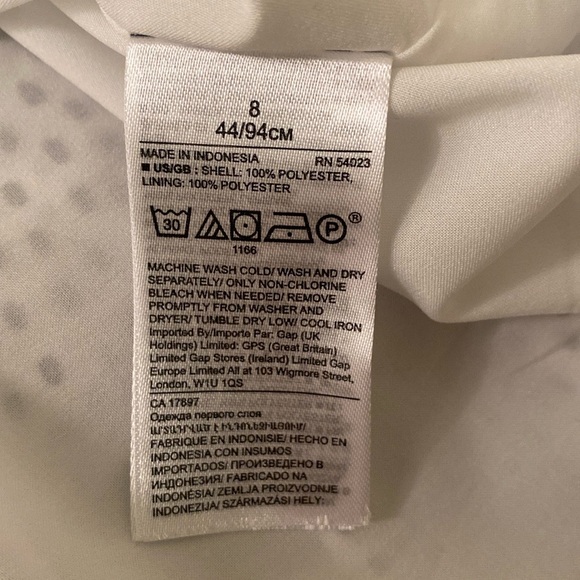 8
44/94CM
MADE IN INDONESIA RN 54023
■ US/GB : SHELL: 100% POLYESTER,
LINING: 100% POLYESTER
30 P ®
1166
MACHINE WASH COLD/ WASH AND DRY
SEPARATELY/ ONLY NON-CHLORINE
BLEACH WHEN NEEDED/ REMOVE
PROMPTLY FROM WASHER AND
DRYER/ TUMBLE DRY LOW/ COOL IRON
Imported By/Importe Par: Gap (UK
Holdings) Limited: GPS (Great Britain)
Limited Gap Stores (Ireland) Limited Gap
Europe Limited All at 103 Wigmore Street,
London, W1U 1QS
CA 17897
Одежда первого слоя
ԱՐՏԱԴՐՎԱԾ Է ԻՆԴՈՆԵԶԻԱՅՈՒՄ/
FABRIQUE EN INDONISIE/ HECHO EN
INDONESIA CON INSUMOS
IMPORTADOS/ ПРОИЗВЕДЕНО В
ИНДОНЕЗИЯ/ FABRICADO NA
INDONÉSIA/ ZEMLJA PROIZVODNJE
INDONEZIJA/ SZÁRMAZÁSI HELY: